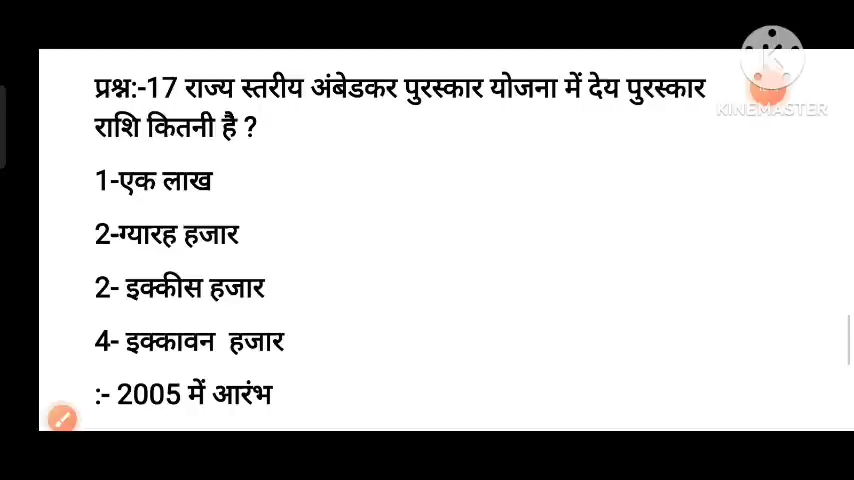 प्रश्न:-17 राज्य स्तरीय अंबेडकर पुरस्कार योजना में देय पुरस्कार
राशि कितनी है ?
1-एक लाख
2-ग्यारह हजार
2- इक्कीस हजार
4- इक्कावन हजार
:- 2005 में आरंभ
KINEMASTER